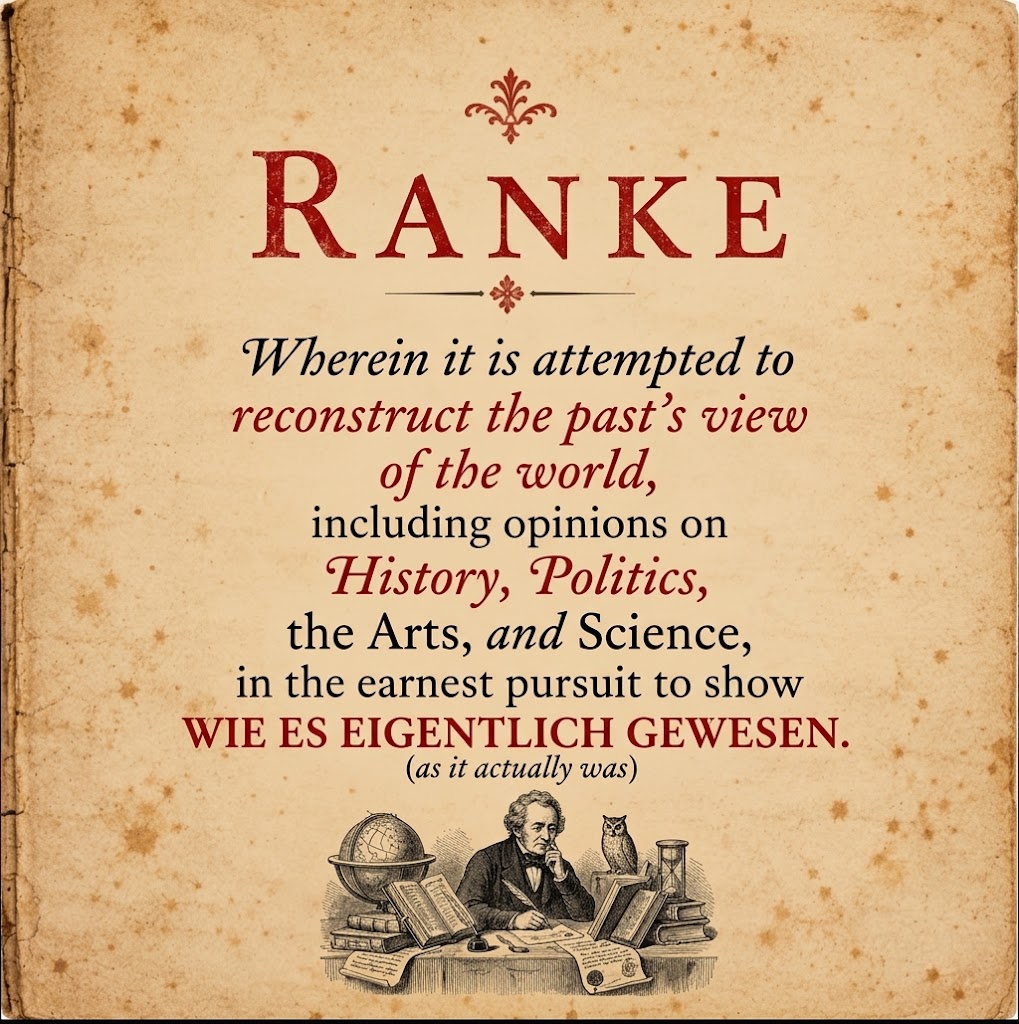 RANKE
Wherein it is attempted to
reconstruct the past's view
of the world,
including opinions on
History, Politics,
the Arts, and Science,
in the earnest pursuit to show
WIE ES EIGENTLICH GEWESEN.
(as it actually was)